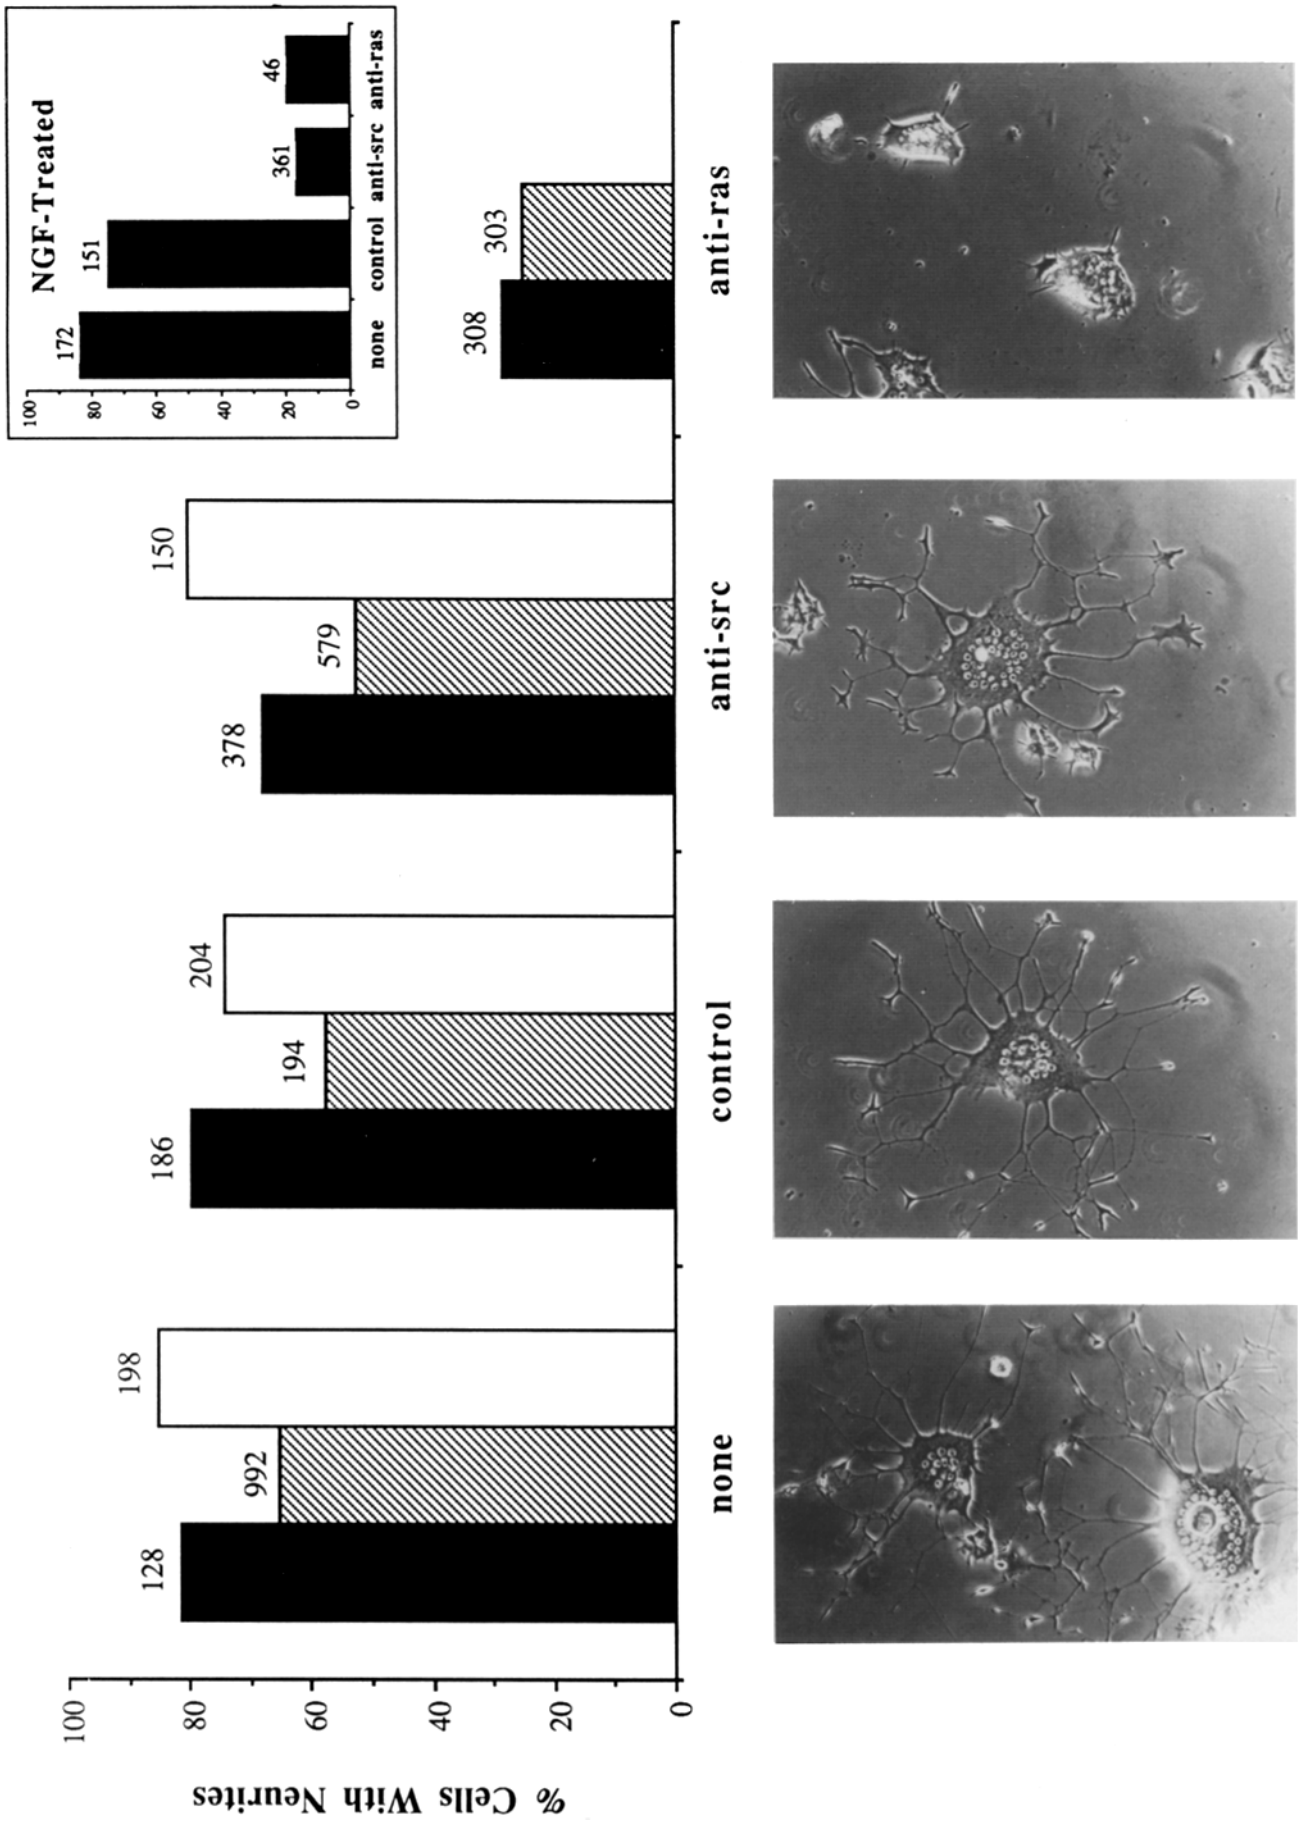 % Cells With Neurites
100
80
60
40
20
0
128
992
198
186
194
204
378
579
150
308
303
none
control
anti-src
anti-ras
NGF-Treated
100
80
60
40
20
0
172
151
361
46
none
control
anti-src
anti-ras